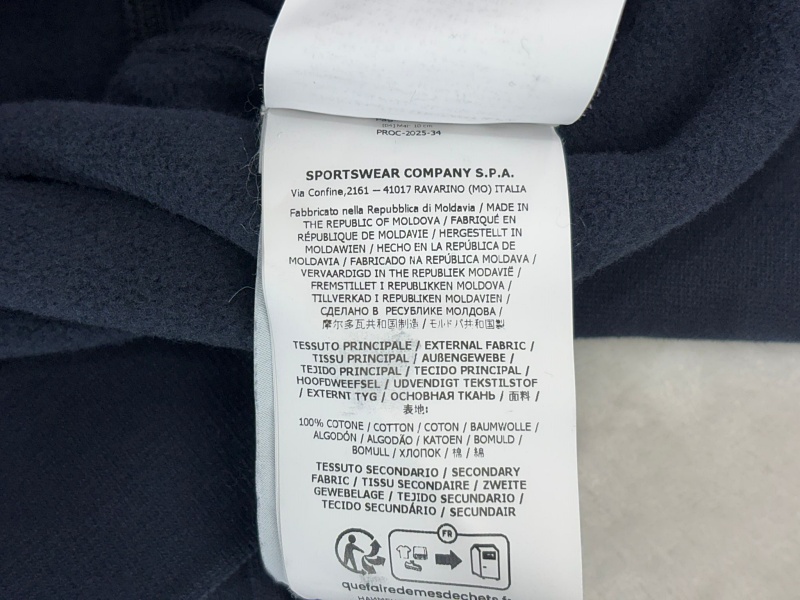 PROC-2025-34
SPORTSWEAR COMPANY S.P.A.
Via Confine,2161 — 41017 RAVARINO (MO) ITALIA
Fabbricato nella Repubblica di Moldavia / MADE IN
THE REPUBLIC OF MOLDOVA / FABRIQUÉ EN
RÉPUBLIQUE DE MOLDAVIE / HERGESTELLT IN
MOLDAWIEN / HECHO EN LA REPÚBLICA DE
MOLDAVIA / FABRICADO NA REPÚBLICA MOLDAVA /
VERVAARDIGD IN THE REPUBLIEK MODAVIË /
FREMSTILLET I REPUBLIKKEN MOLDOVA /
TILLVERKAD I REPUBLIKEN MOLDAVIEN /
СДЕЛАНО В РЕСУБЛИКЕ МОЛДОВА /
摩尔多瓦共和国制造 / モルドバ共和国製
TESSUTO PRINCIPALE / EXTERNAL FABRIC /
TISSU PRINCIPAL / AUßENGEWEBE /
TEJIDO PRINCIPAL / TECIDO PRINCIPAL /
HOOFDWEEFSEL / UDVENDIGT TEKSTILSTOF
/ EXTERNT TYG / ОСНОВНАЯ ТКАНЬ / 面料 /
表地:
100% COTONE / COTTON / COTON / BAUMWOLLE /
ALGODÓN / ALGODÃO / KATOEN / BOMULD /
BOMULL / ХЛОПОК / 棉 / 綿
TESSUTO SECONDARIO / SECONDARY
FABRIC / TISSU SECONDAIRE / ZWEITE
GEWEBELAGE / TEJIDO SECUNDARIO /
TECIDO SECUNDÁRIO / SECUNDAIR
FR
quefairedemesdechets.fr